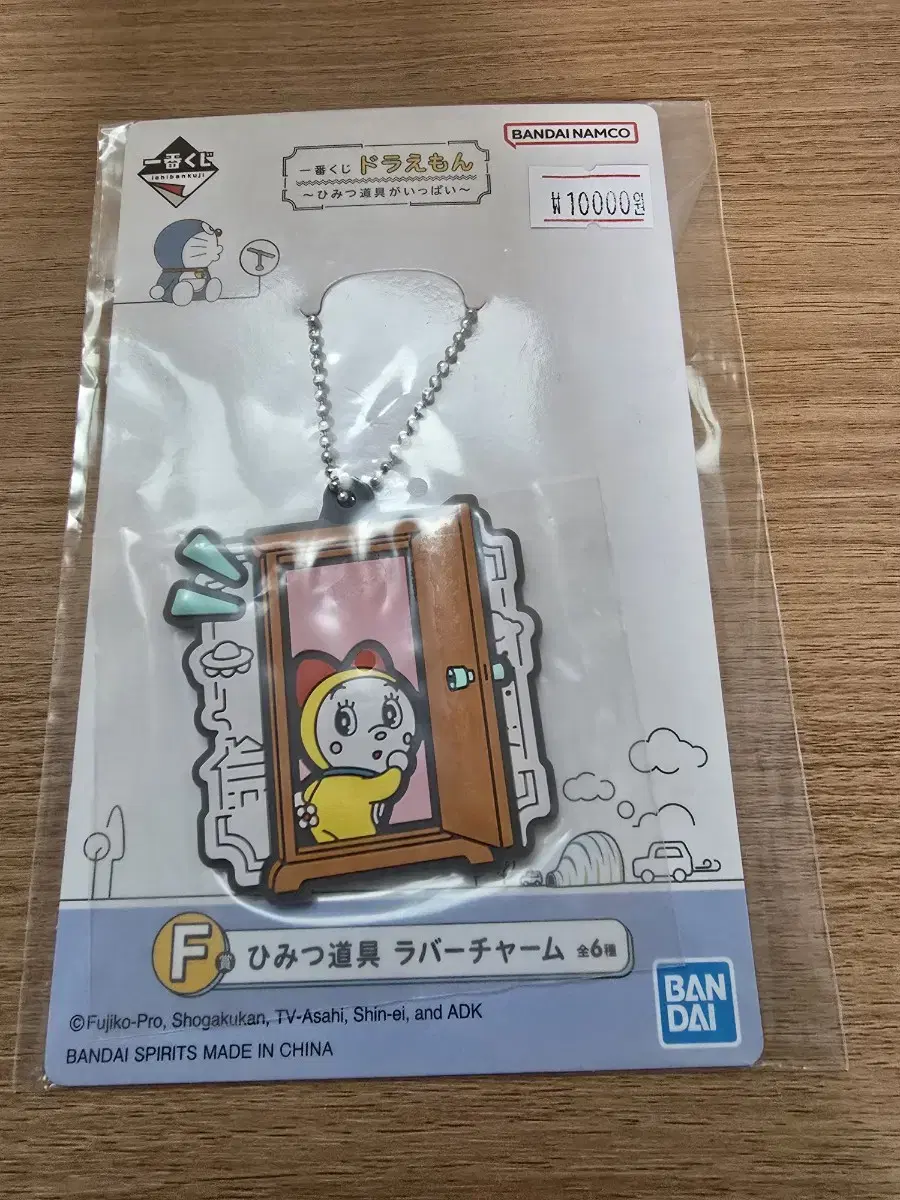 一番くじ
ichibankuji
BANDAI NAMCO
一番くじ ドラえもん
~ひみつ道具がいっぱい~
₩10000원
F賞 ひみつ道具 ラバーチャーム 全6種
©Fujiko-Pro, Shogakukan, TV-Asahi, Shin-ei, and ADK
BANDAI SPIRITS MADE IN CHINA
BAN
DAI